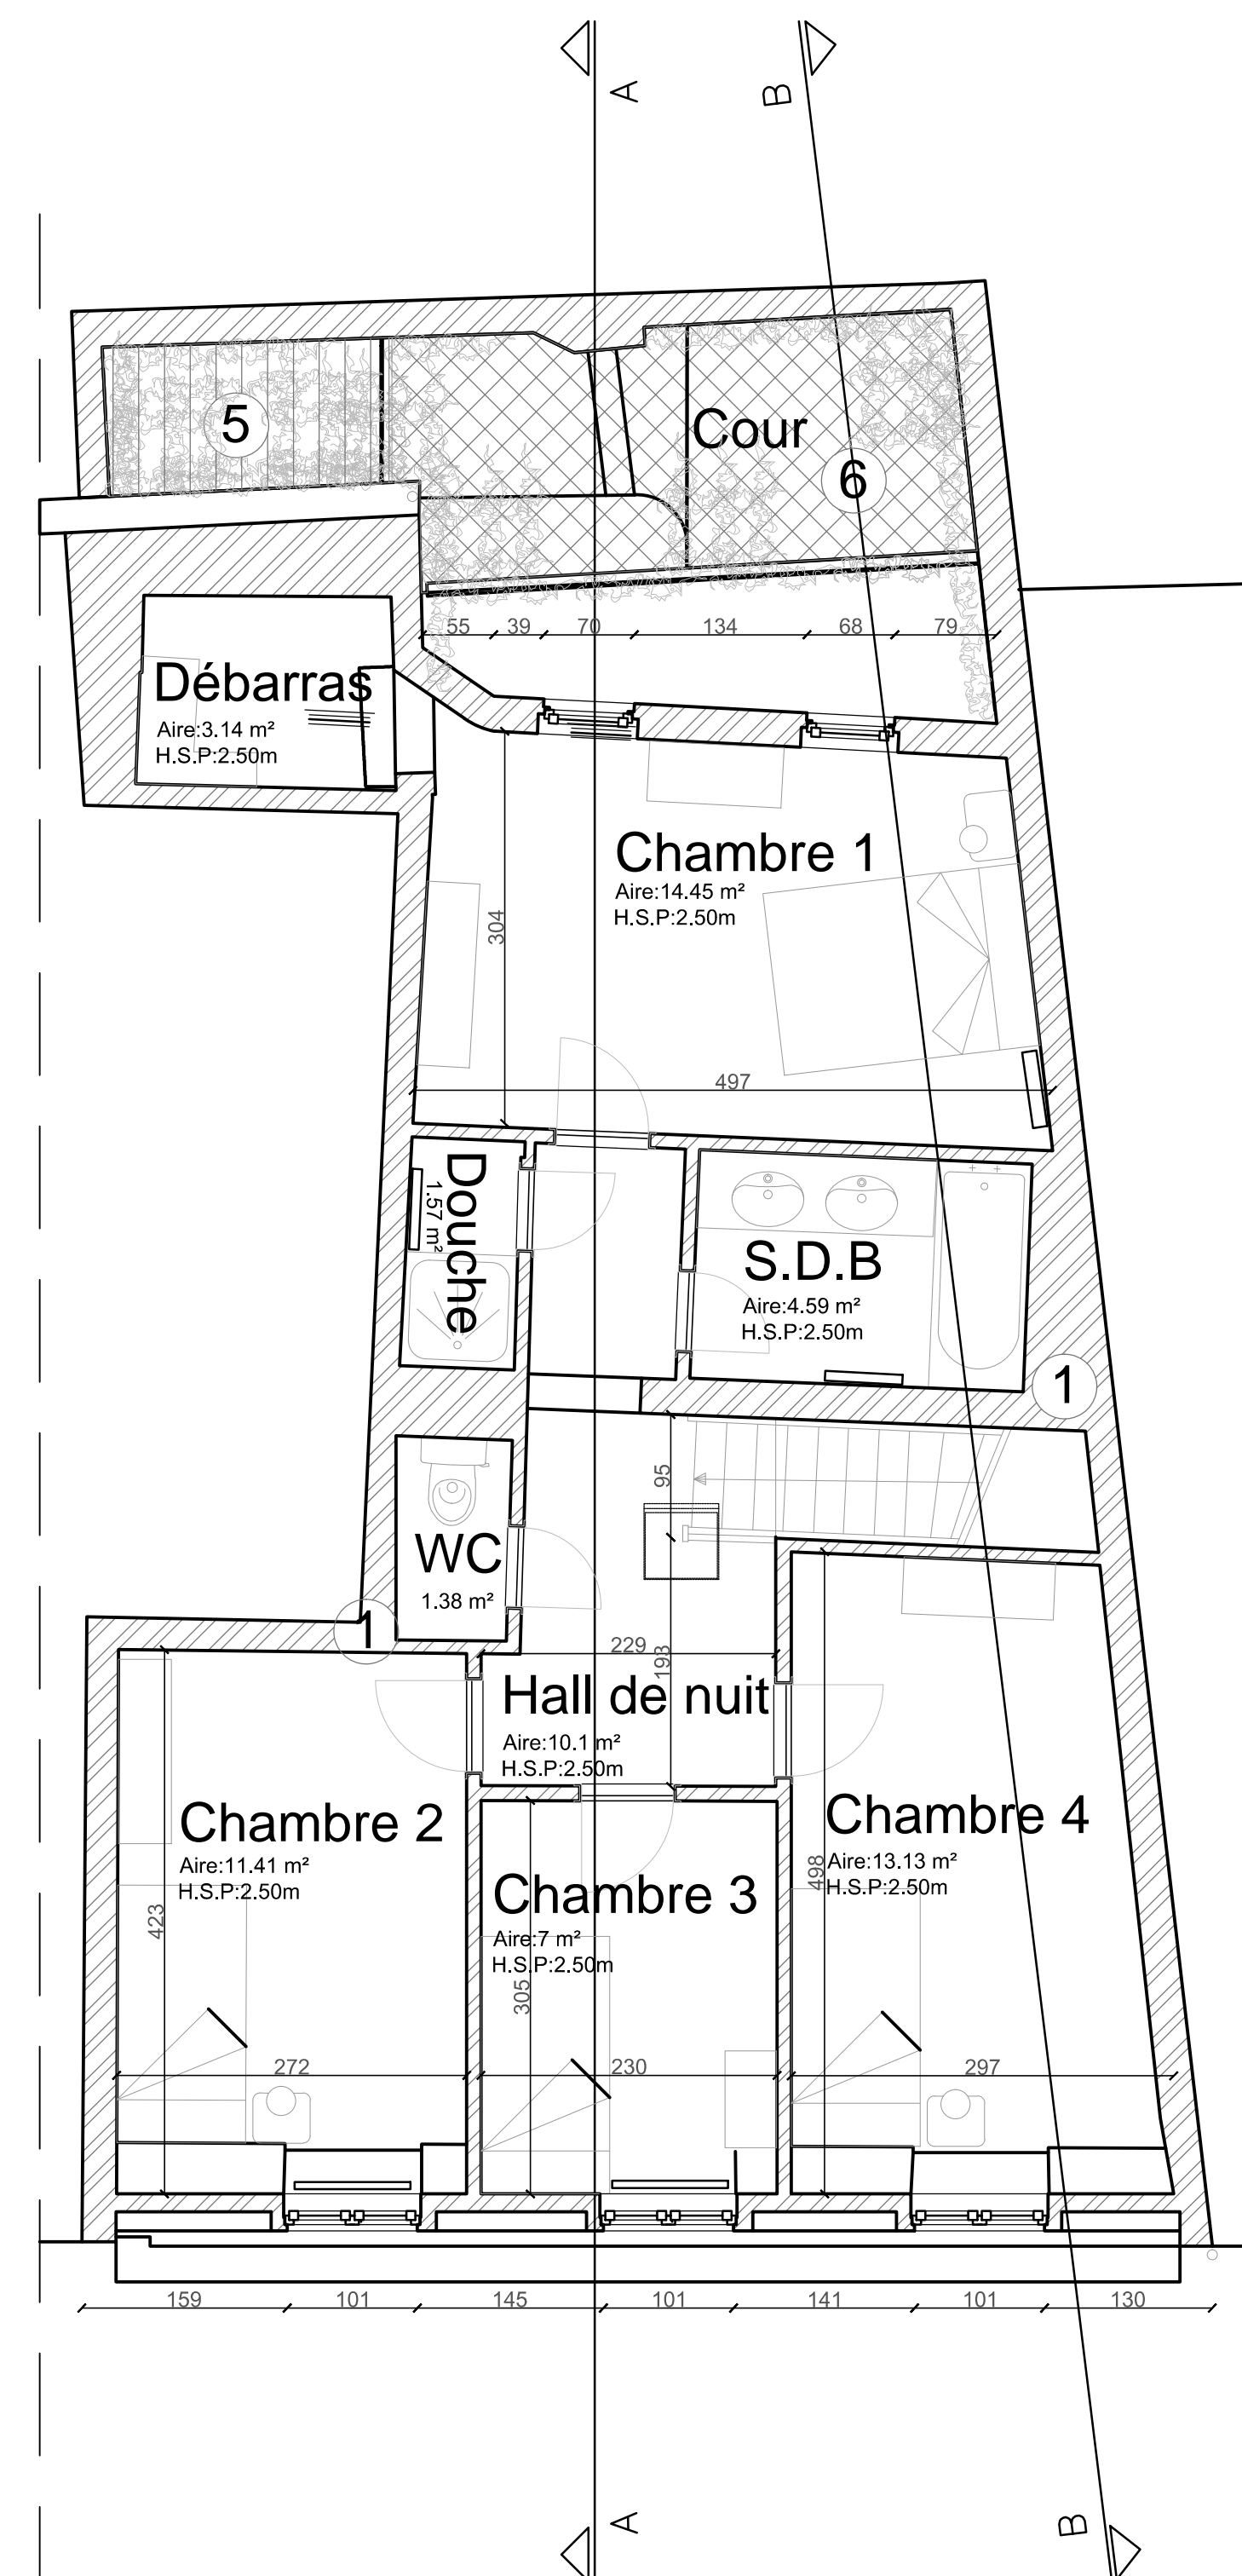 A
B
5
Cour
6
55
39
70
134
68
79
Débarras
Aire:3.14 m²
H.S.P:2.50m
Chambre 1
Aire:14.45 m²
H.S.P:2.50m
304
497
Douche
1.57 m²
S.D.B
Aire:4.59 m²
H.S.P:2.50m
1
95
WC
1.38 m²
1
229
193
Hall de nuit
Aire:10.1 m²
H.S.P:2.50m
Chambre 2
Aire:11.41 m²
H.S.P:2.50m
423
Chambre 3
Aire:7 m²
H.S.P:2.50m
305
Chambre 4
Aire:13.13 m²
H.S.P:2.50m
498
272
230
297
159
101
145
101
141
101
130
A
B